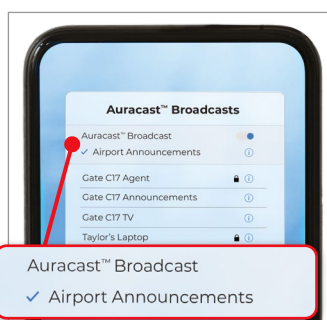 Auracast™ Broadcasts
Auracast™ Broadcast
✓ Airport Announcements
Gate C17 Agent
Gate C17 Announcements
Gate C17 TV
Taylor's Laptop
Auracast™ Broadcast
✓ Airport Announcements